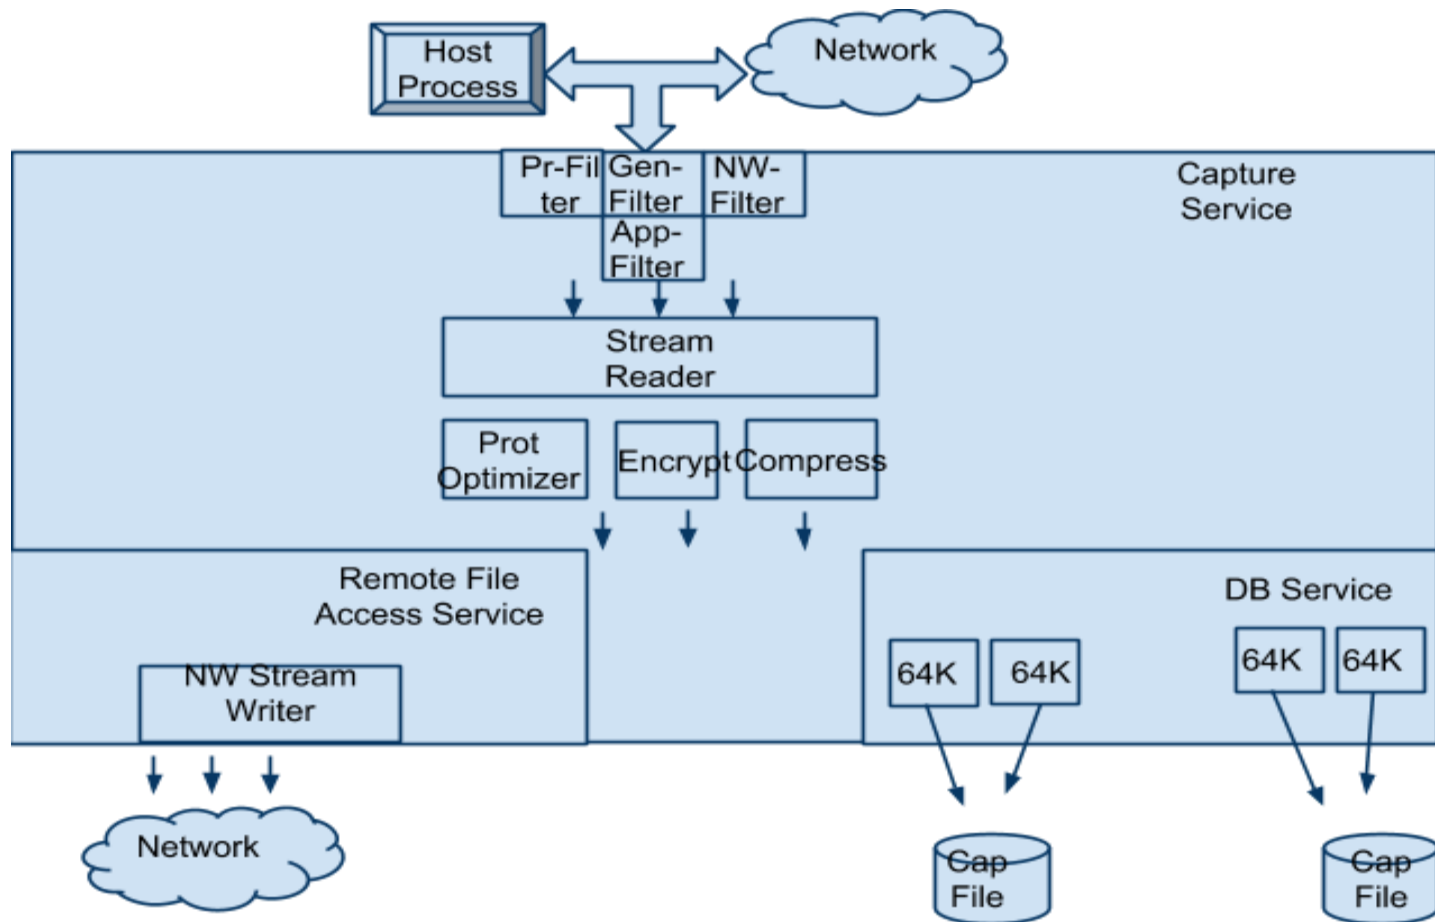 Host
Process
Network
Pr-Fil
ter
Gen-
Filter
NW-
Filter
App-
Filter
Capture
Service
Stream
Reader
Prot
Optimizer
Encrypt
Compress
Remote File
Access Service
NW Stream
Writer
DB Service
64K
64K
64K
64K
Network
Cap
File
Cap
File